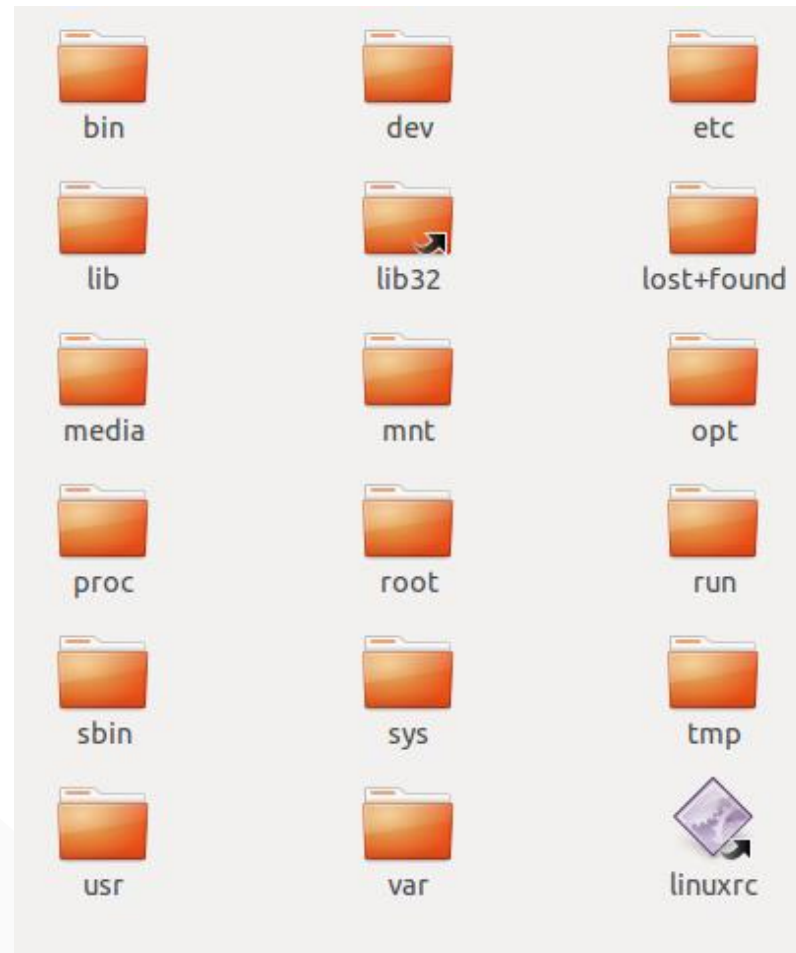 bin dev etc
lib lib32 lost+found
media mnt opt
proc root run
sbin sys tmp
usr var linuxrc